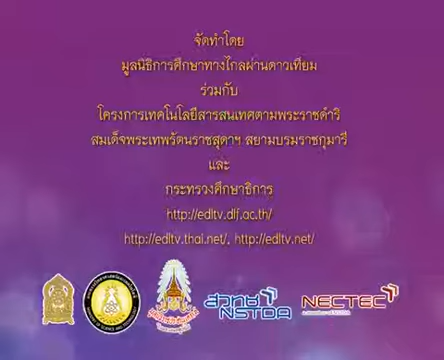 จัดทำโดย
มูลนิธิการศึกษาทางไกลผ่านดาวเทียม
ร่วมกับ
โครงการเทคโนโลยีสารสนเทศตามพระราชดำริ
สมเด็จพระเทพรัตนราชสุดาฯ สยามบรมราชกุมารี
และ
กระทรวงศึกษาธิการ
http://edltv.dlf.ac.th/
http://edltv.thai.net/, http://edltv.net/
สวทช NECTEC
NSTDA